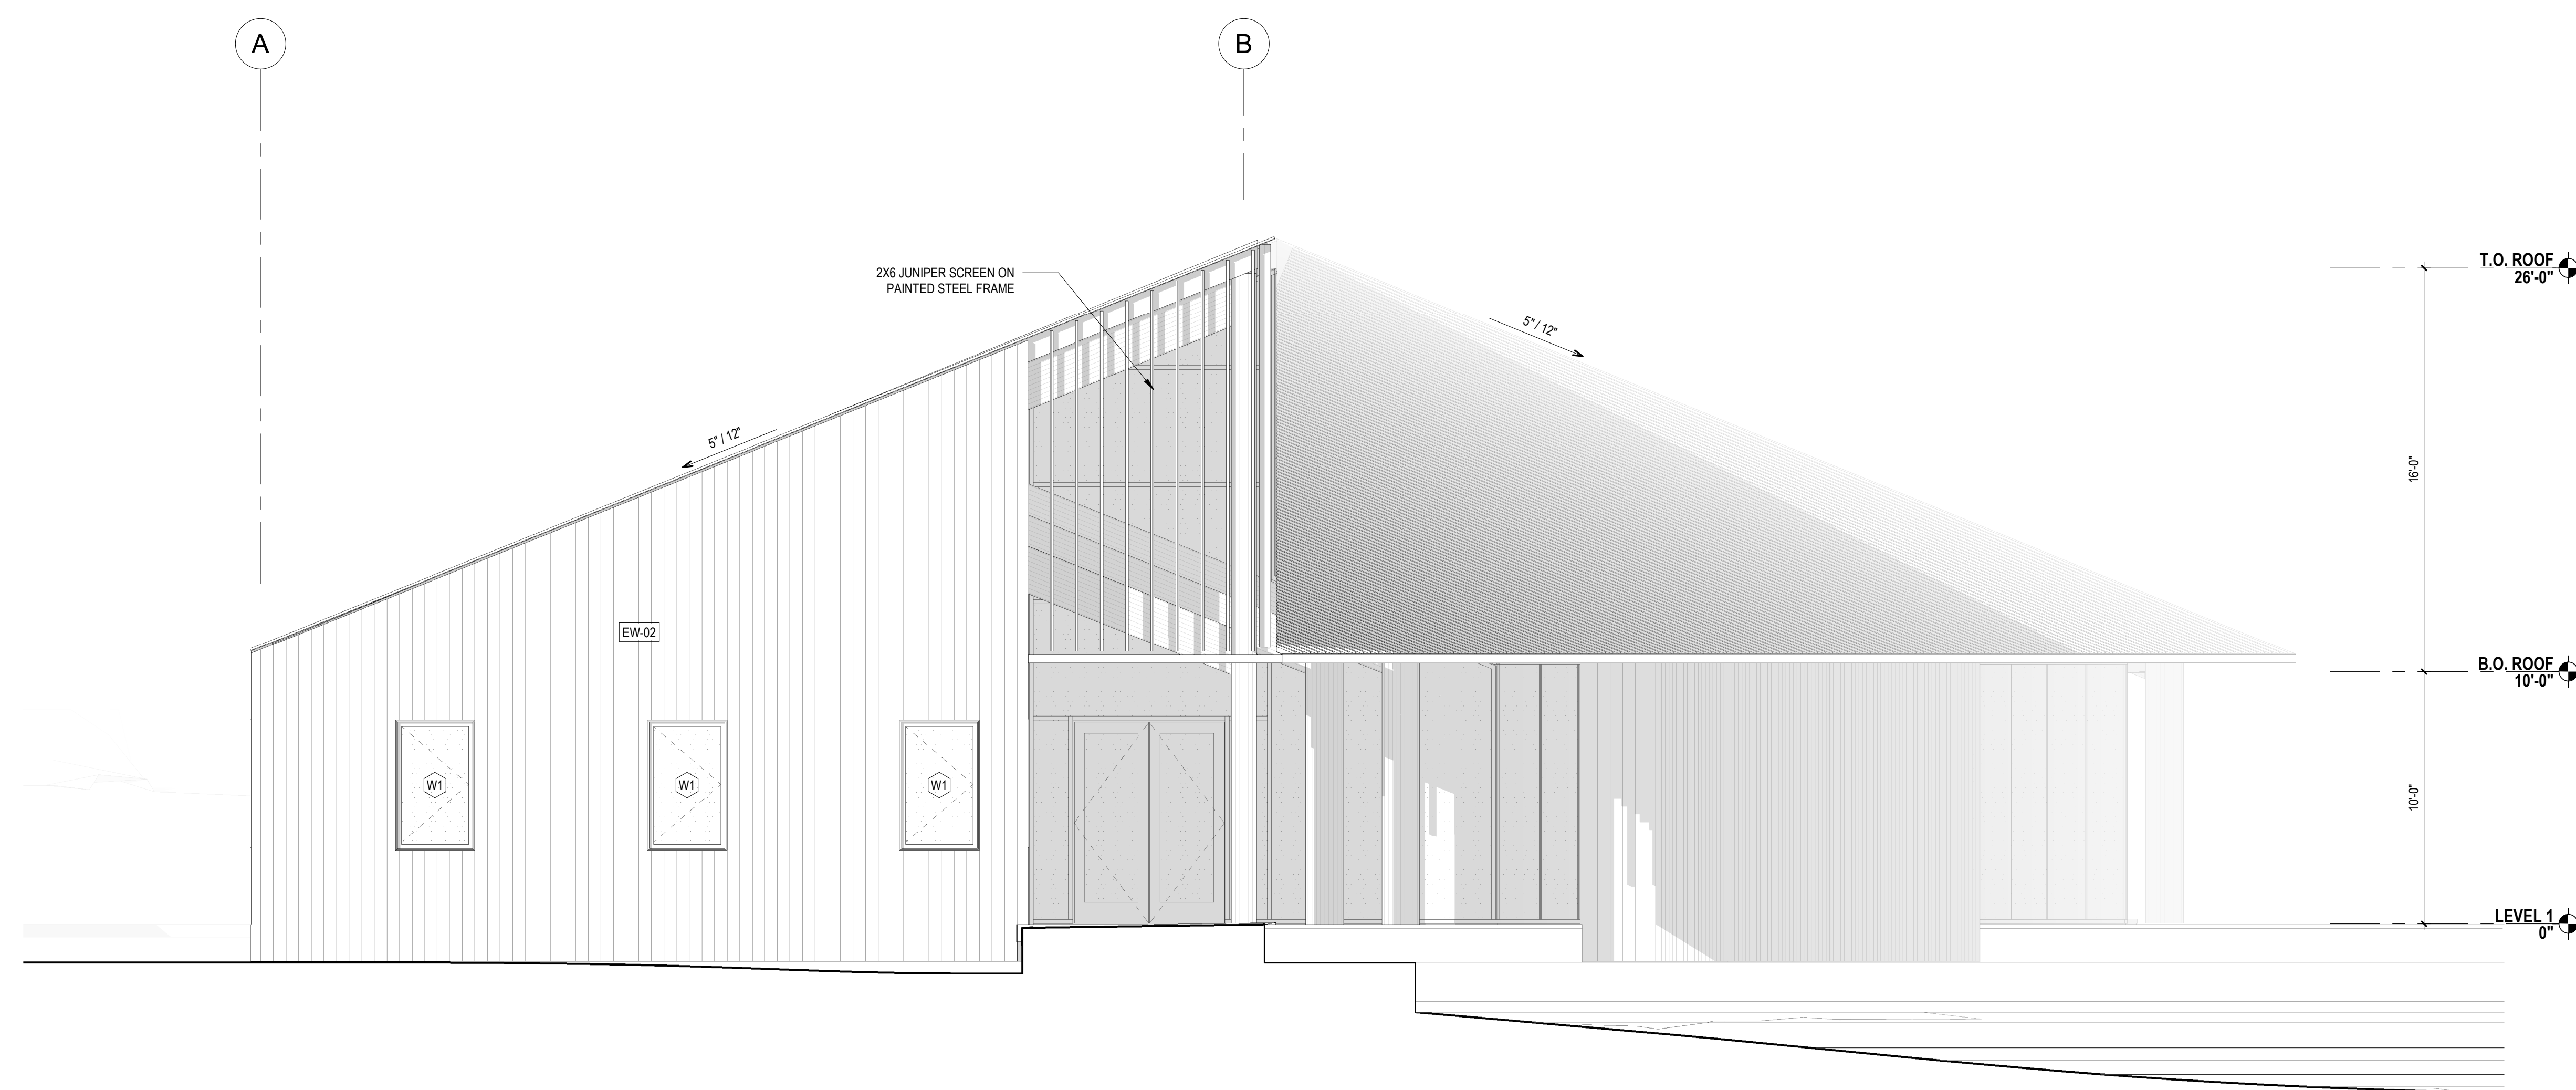 A
B
2X6 JUNIPER SCREEN ON
PAINTED STEEL FRAME
T.O. ROOF
26'-0"
5" / 12"
5" / 12"
16'-0"
EW-02
B.O. ROOF
10'-0"
W1
W1
W1
10'-0"
LEVEL 1
0"